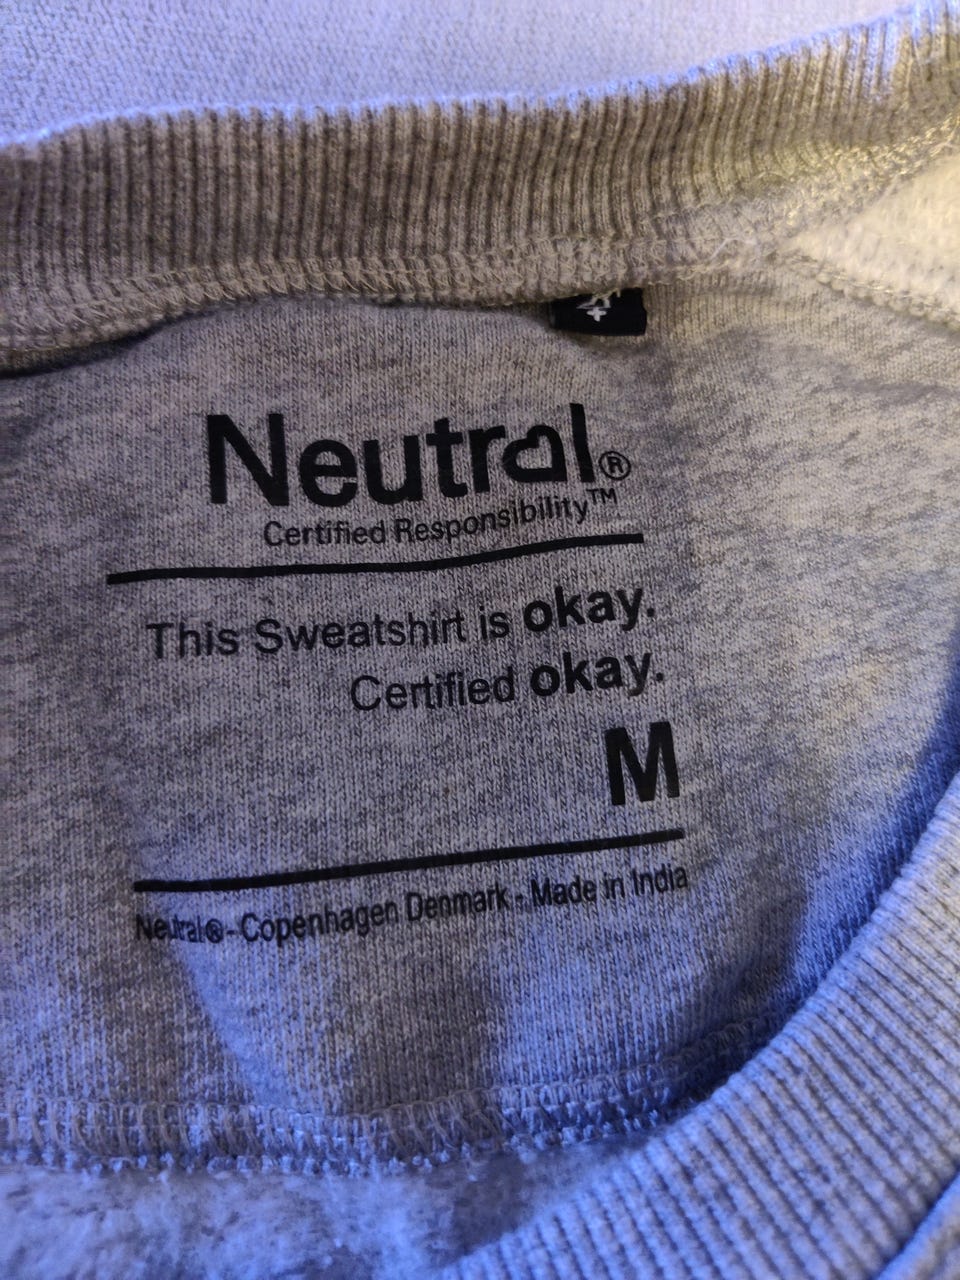 Neutral®
Certified Responsibility™
This Sweatshirt is okay.
Certified okay.
M
Neutral® - Copenhagen Denmark - Made in India